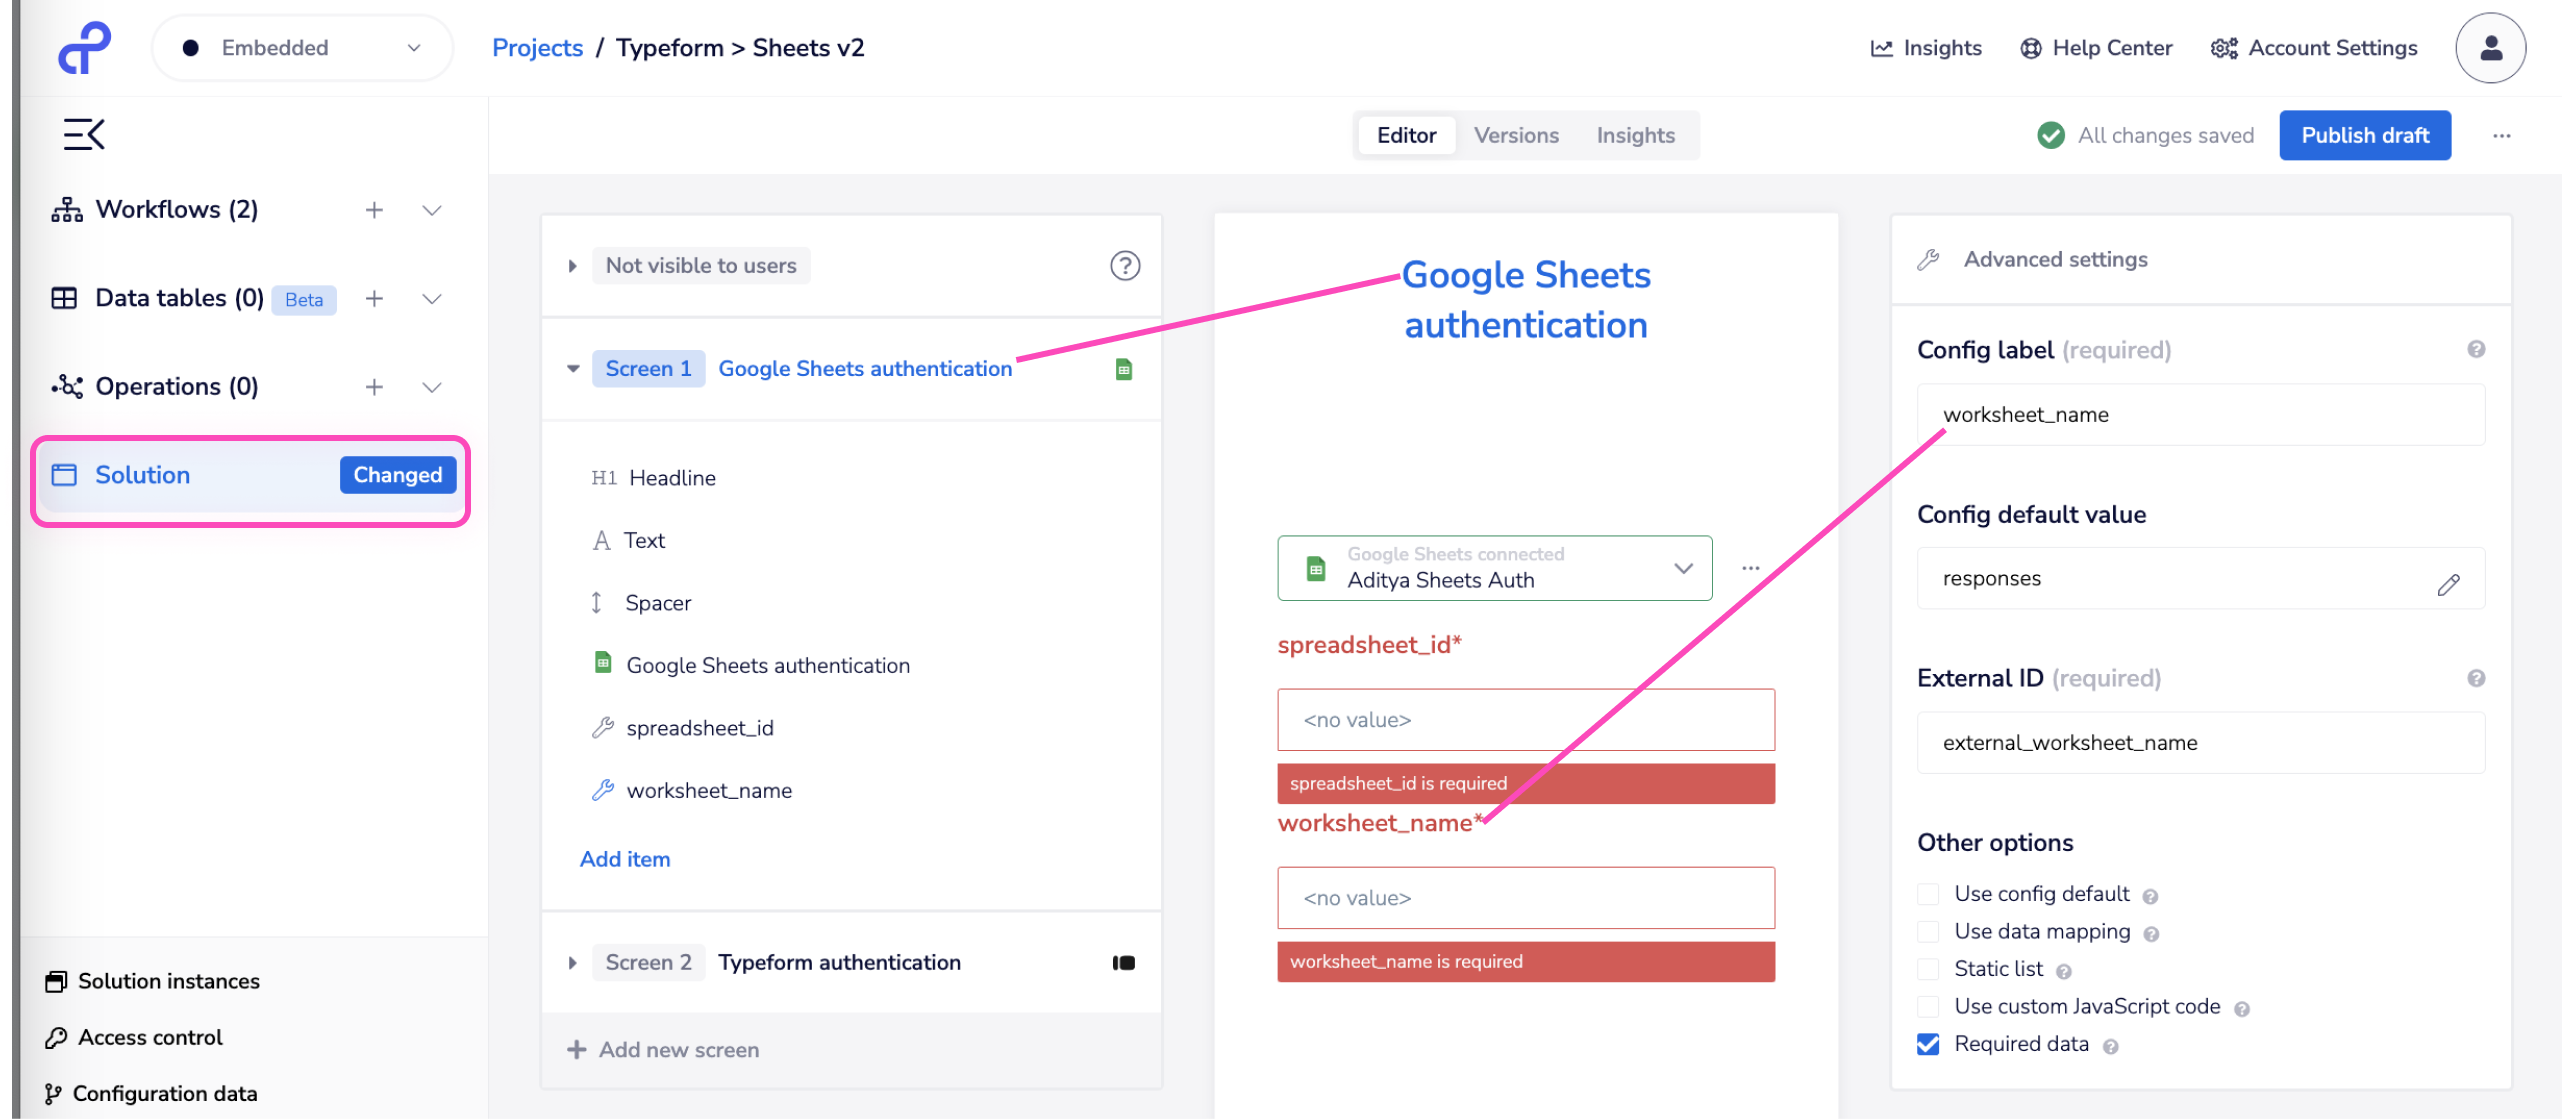 Embedded
Projects / Typeform > Sheets v2
Insights
Help Center
Account Settings
Editor
Versions
Insights
All changes saved
Publish draft
Workflows (2)
Data tables (0) Beta
Operations (0)
Solution Changed
Solution instances
Access control
Configuration data
Not visible to users
Screen 1 Google Sheets authentication
H1 Headline
A Text
Spacer
Google Sheets authentication
spreadsheet_id
worksheet_name
Add item
Screen 2 Typeform authentication
Add new screen
Google Sheets
authentication
Google Sheets connected
Aditya Sheets Auth
spreadsheet_id*
<no value>
spreadsheet_id is required
worksheet_name*
<no value>
worksheet_name is required
Advanced settings
Config label (required)
worksheet_name
Config default value
responses
External ID (required)
external_worksheet_name
Other options
Use config default
Use data mapping
Static list
Use custom JavaScript code
Required data